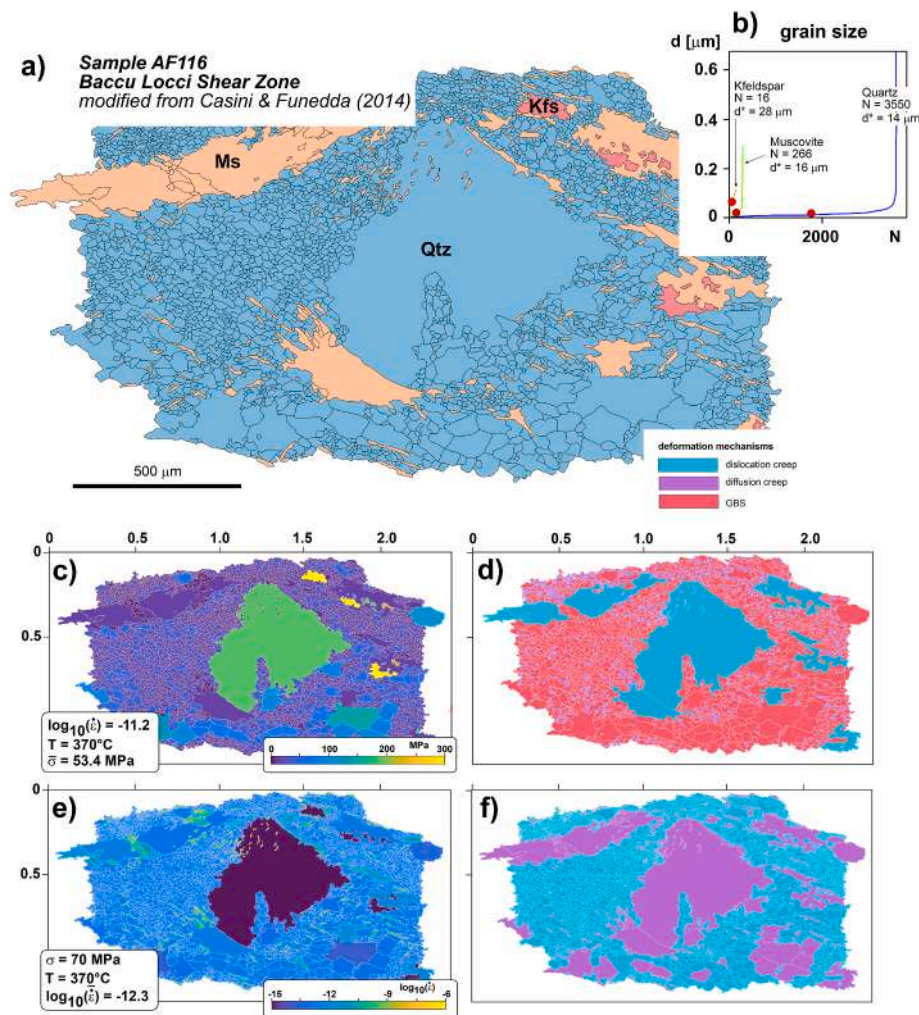 a)
Sample AF116
Baccu Locci Shear Zone
modified from Casini & Funedda (2014)
Ms
Kfs
Qtz
500 μm
b)
grain size
d [μm]
0.6
0.4
0.2
0
0
2000
N
Kfeldspar
N = 16
d* = 28 μm
Muscovite
N = 266
d* = 16 μm
Quartz
N = 3550
d* = 14 μm
deformation mechanisms
dislocation creep
diffusion creep
GBS
0
0.5
1.0
1.5
2.0
0
0.5
c)
log10(ε̇) = -11.2
T = 370°C
σ̅ = 53.4 MPa
MPa
0
100
200
300
0
0.5
1.0
1.5
2.0
d)
0
0.5
e)
σ = 70 MPa
T = 370°C
log10(ε̇̅) = -12.3
log10(ε̇)
-15
-12
-9
-6
f)